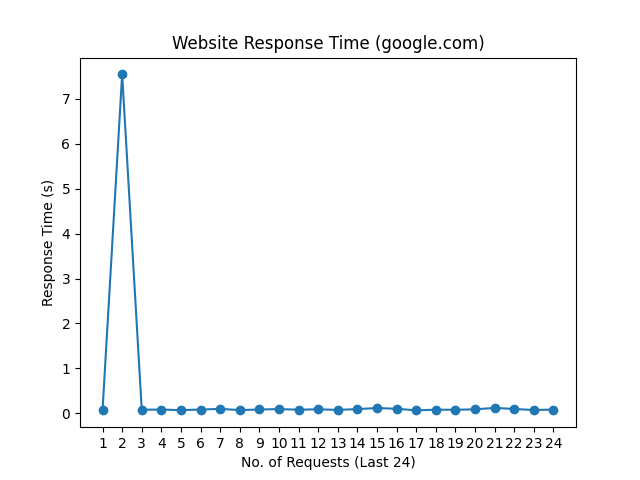 Website Response Time (google.com)
Response Time (s)
7
6
5
4
3
2
1
0
1 2 3 4 5 6 7 8 9 10 11 12 13 14 15 16 17 18 19 20 21 22 23 24
No. of Requests (Last 24)